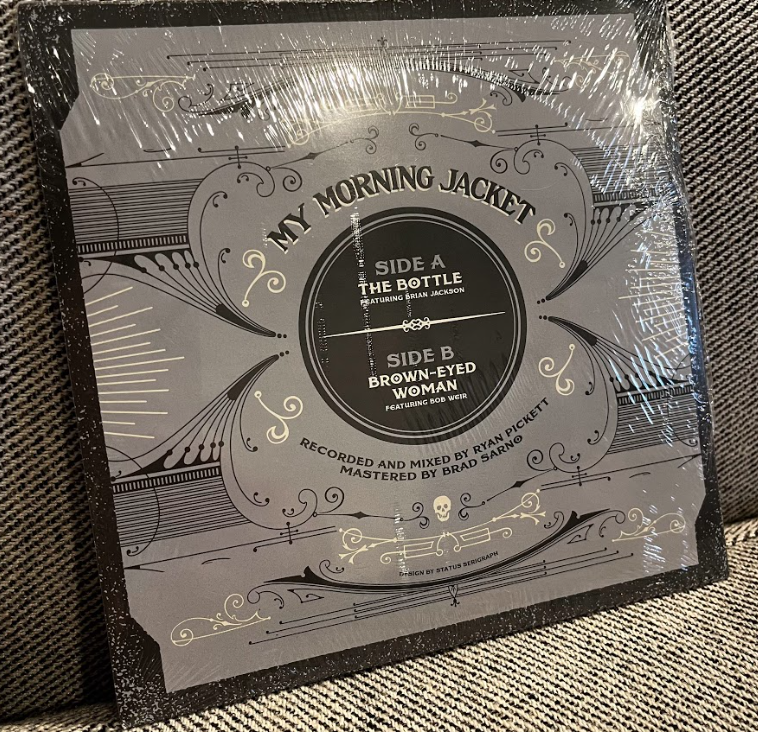 MY MORNING JACKET
SIDE A
THE BOTTLE
FEATURING BRIAN JACKSON
SIDE B
BROWN-EYED
WOMAN
FEATURING BOB WEIR
RECORDED AND MIXED BY RYAN PICKETT
MASTERED BY BRAD SARNO
DESIGN BY STATUS SERIGRAPH